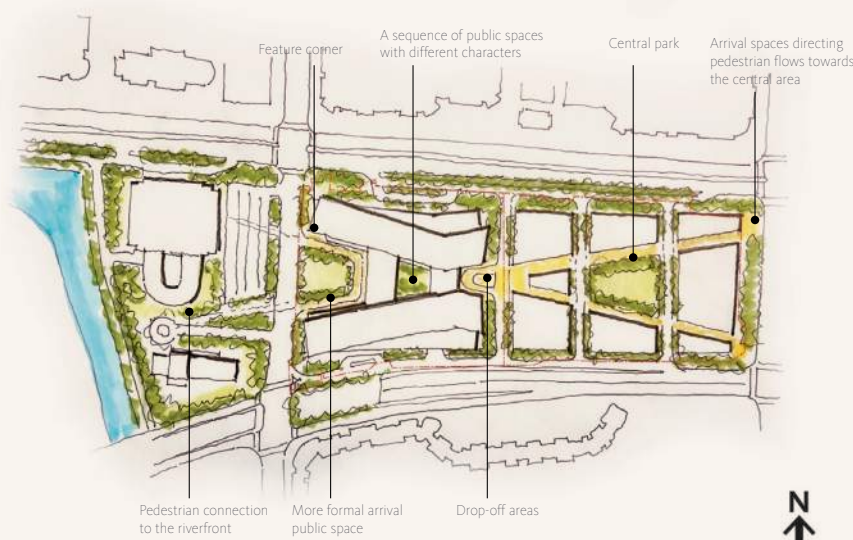 Feature corner
A sequence of public spaces
with different characters
Central park
Arrival spaces directing
pedestrian flows towards
the central area
Pedestrian connection
to the riverfront
More formal arrival
public space
Drop-off areas
N